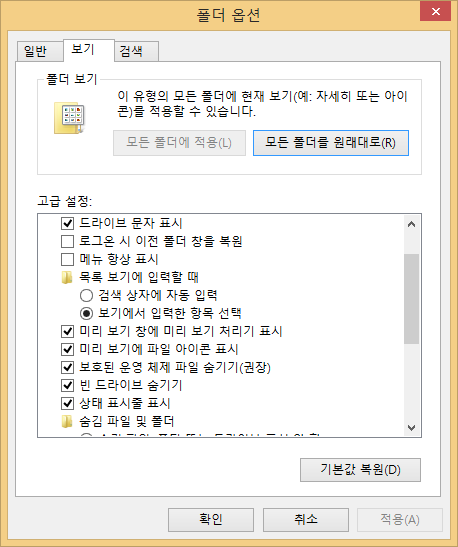 폴더 옵션
일반
보기
검색
폴더 보기
이 유형의 모든 폴더에 현재 보기(예: 자세히 또는 아이
콘)를 적용할 수 있습니다.
모든 폴더에 적용(L)
모든 폴더를 원래대로(R)
고급 설정:
드라이브 문자 표시
로그온 시 이전 폴더 창을 복원
메뉴 항상 표시
목록 보기에 입력할 때
검색 상자에 자동 입력
보기에서 입력한 항목 선택
미리 보기 창에 미리 보기 처리기 표시
미리 보기에 파일 아이콘 표시
보호된 운영 체제 파일 숨기기(권장)
빈 드라이브 숨기기
상태 표시줄 표시
숨김 파일 및 폴더
기본값 복원(D)
확인
취소
적용(A)